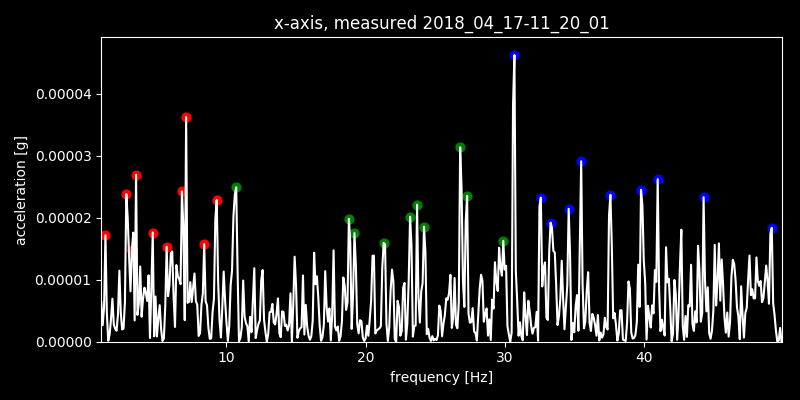 x-axis, measured 2018_04_17-11_20_01
acceleration [g]
0.00004
0.00003
0.00002
0.00001
0.00000
10 20 30 40
frequency [Hz]